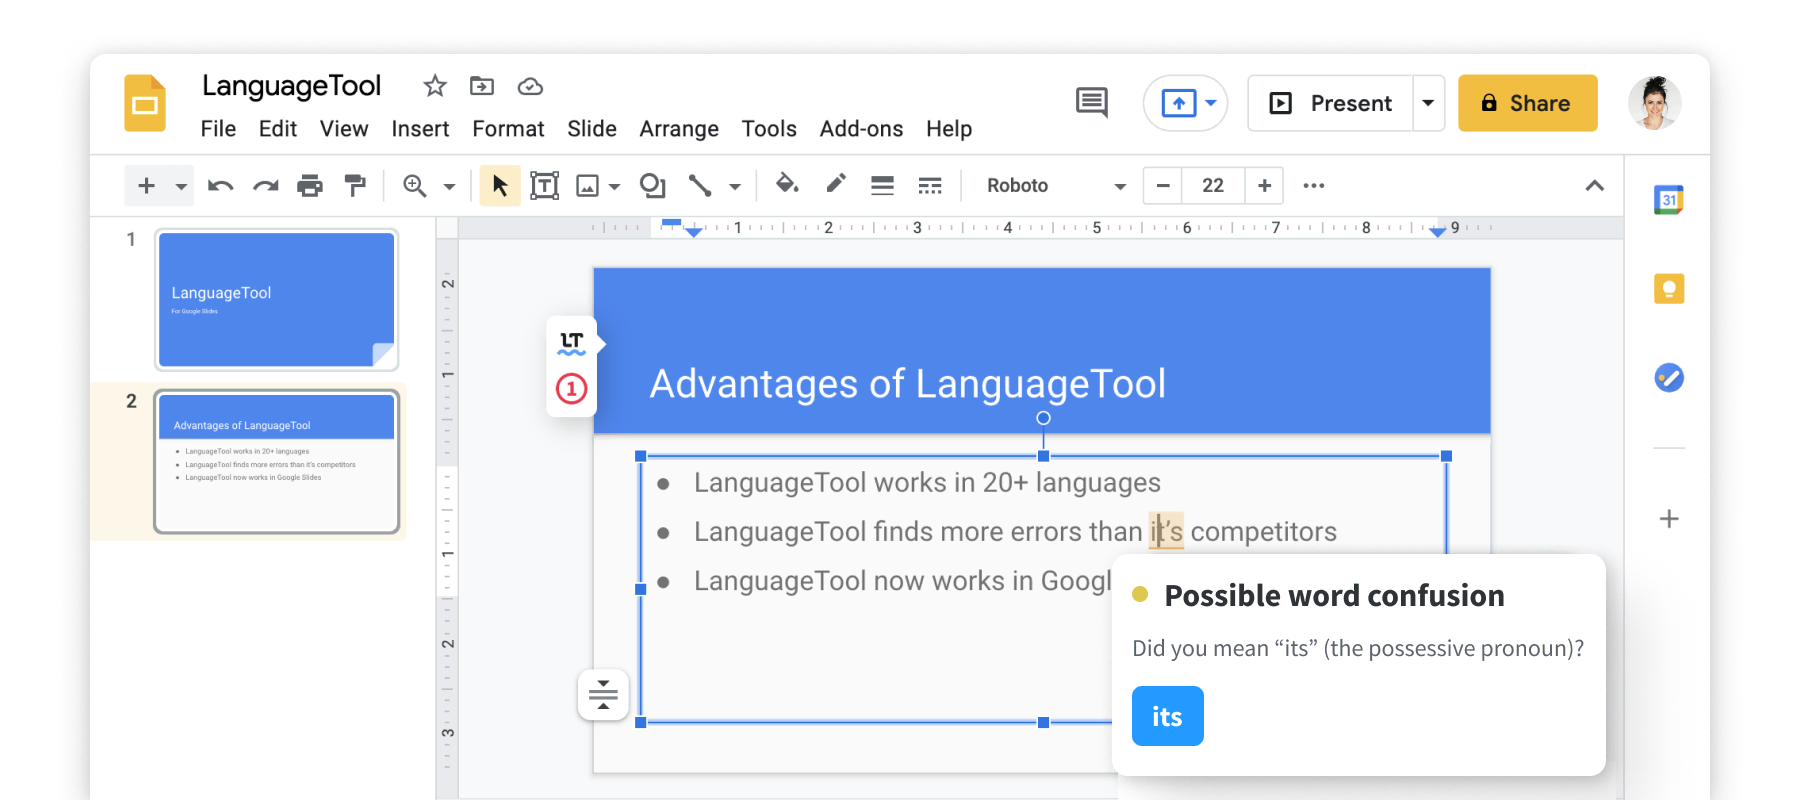 LanguageTool
File Edit View Insert Format Slide Arrange Tools Add-ons Help
Present
Share
Roboto
22
31
1 2 3 4 5 6 7 8 9
2
1
1
2
3
1
LanguageTool
For Google Slides
2
Advantages of LanguageTool
LanguageTool works in 20+ languages
LanguageTool finds more errors than it's competitors
LanguageTool now works in Google Slides
LT
1
Advantages of LanguageTool
● LanguageTool works in 20+ languages
● LanguageTool finds more errors than it’s competitors
● LanguageTool now works in Googl
Possible word confusion
Did you mean “its” (the possessive pronoun)?
its